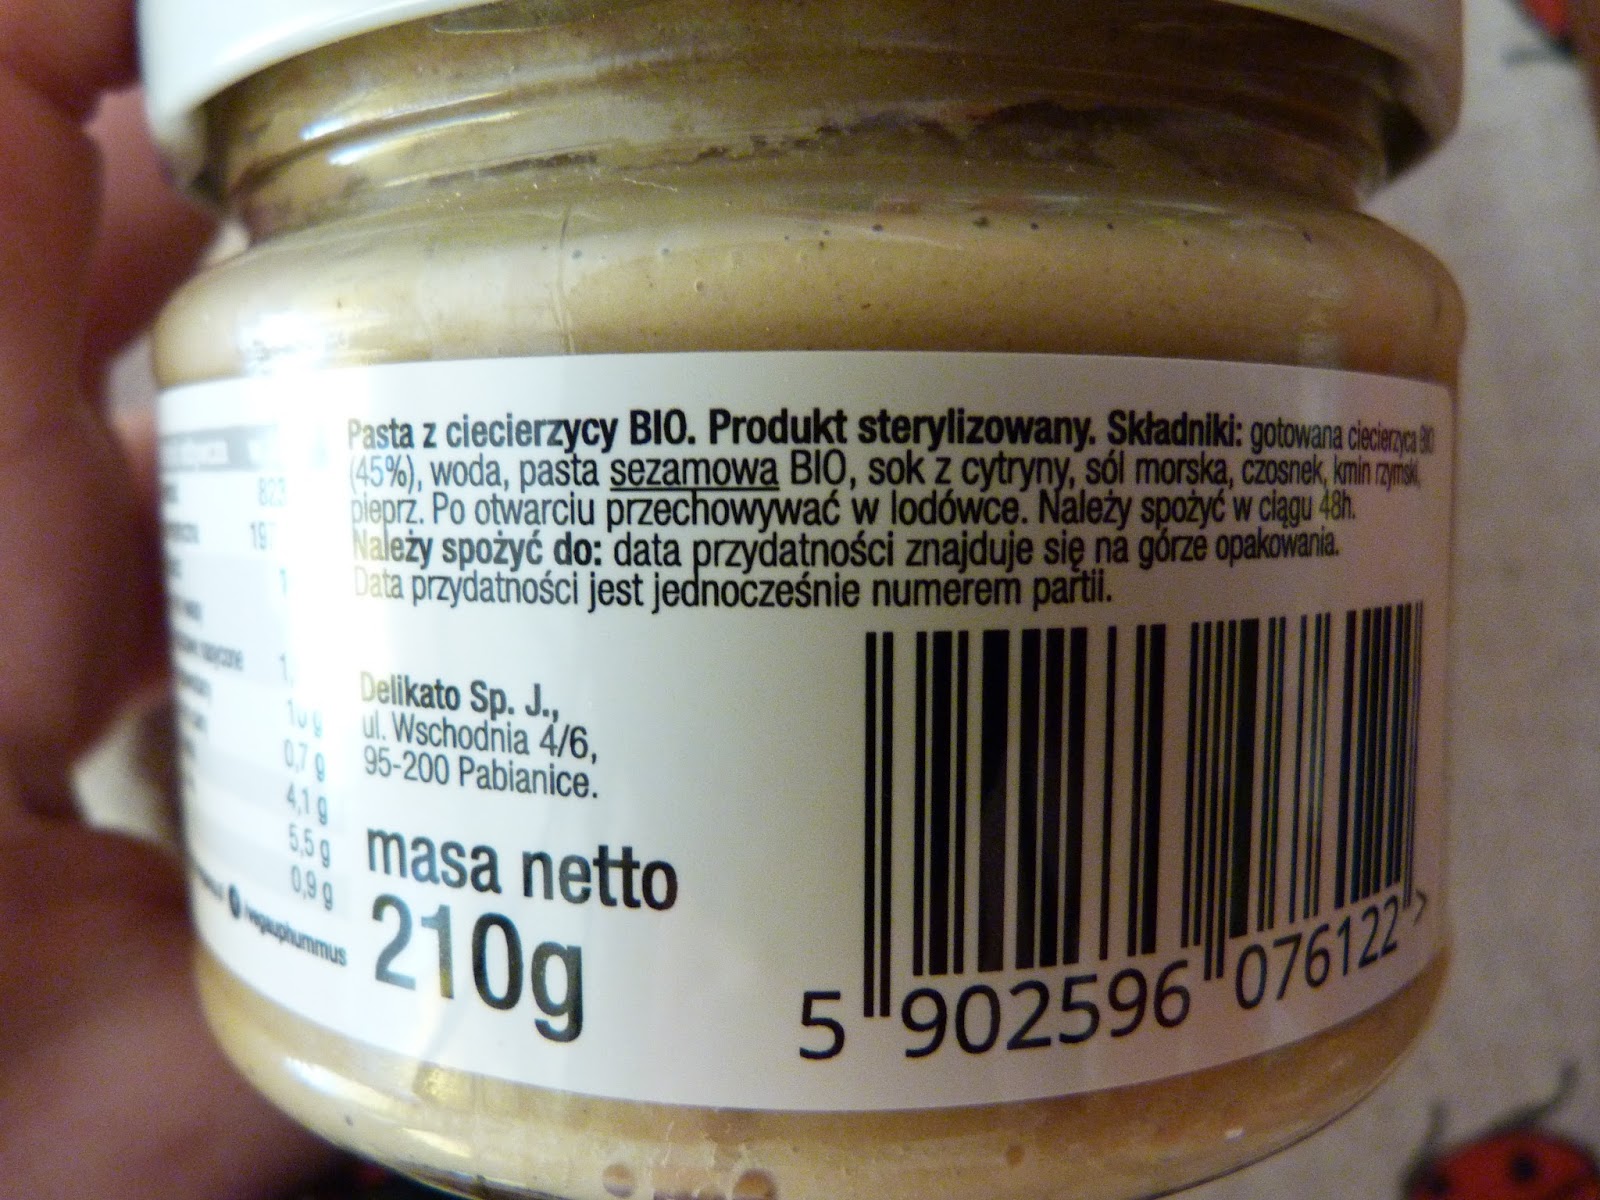 Pasta z ciecierzycy BIO. Produkt sterylizowany. Składniki: gotowana ciecierzyca BIO
(45%), woda, pasta sezamowa BIO, sok z cytryny, sól morska, czosnek, kmin rzymski,
pieprz. Po otwarciu przechowywać w lodówce. Należy spożyć w ciągu 48h.
Należy spożyć do: data przydatności znajduje się na górze opakowania.
Data przydatności jest jednocześnie numerem partii.
Delikato Sp. J.,
ul. Wschodnia 4/6,
95-200 Pabianice.
masa netto
210g
5 902596 076122 >
823
10 g
0,7 g
4,1 g
5,5 g
0,9 g
/vegauphummus